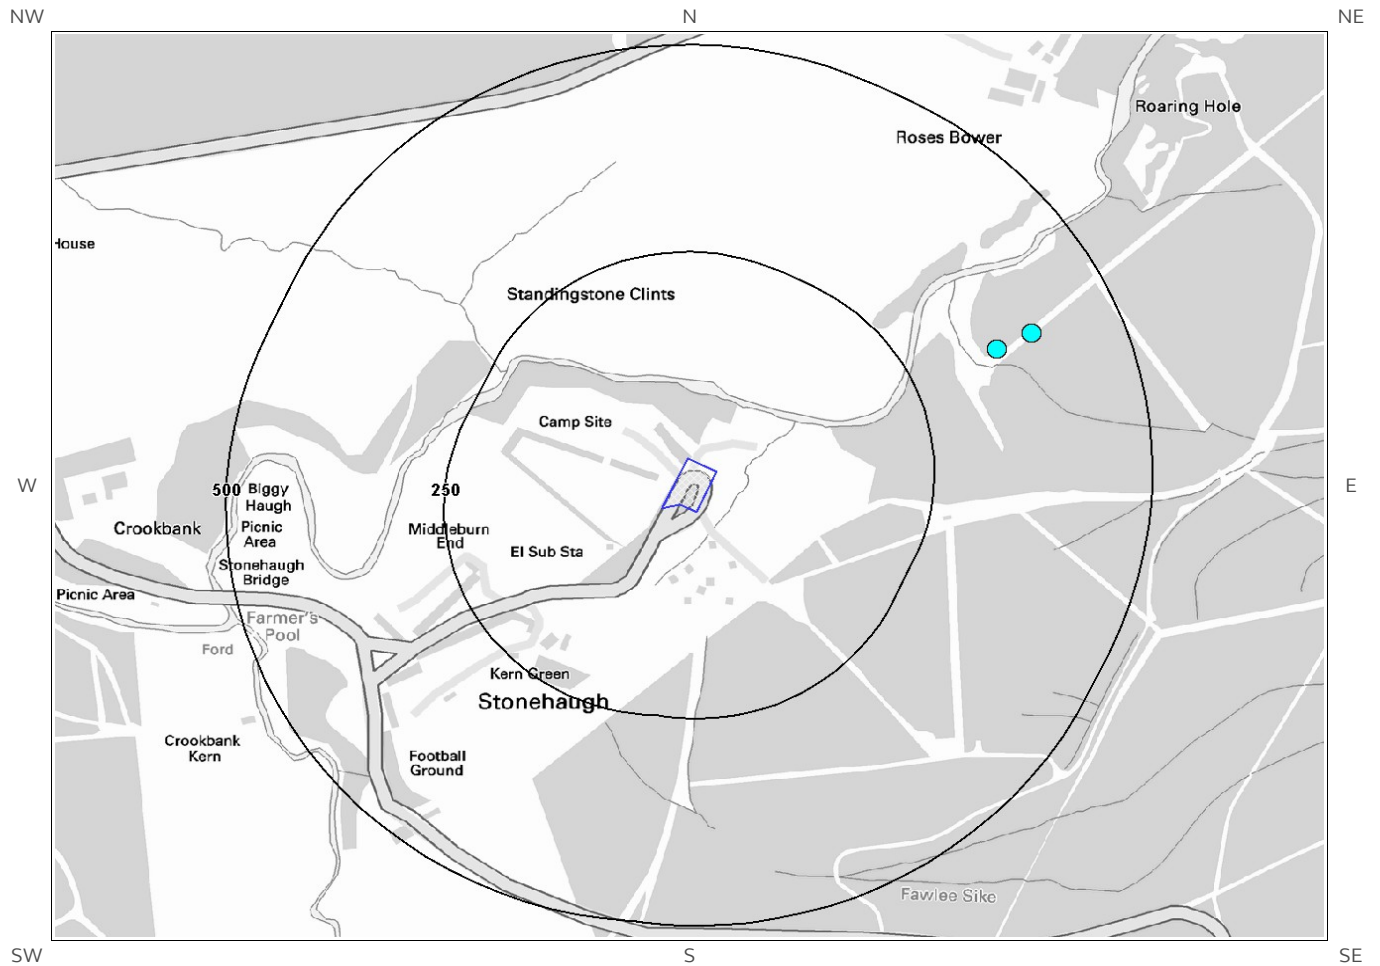 NW
N
NE
Roaring Hole
Roses Bower
House
Standingstone Clints
Camp Site
W
500
Biggy
Haugh
250
E
Crookbank
Picnic
Area
Middleburn
End
El Sub Sta
Stonehaugh
Bridge
Picnic Area
Farmer's
Pool
Ford
Kern Green
Stonehaugh
Crookbank
Kern
Football
Ground
Fawlee Sike
SW
S
SE